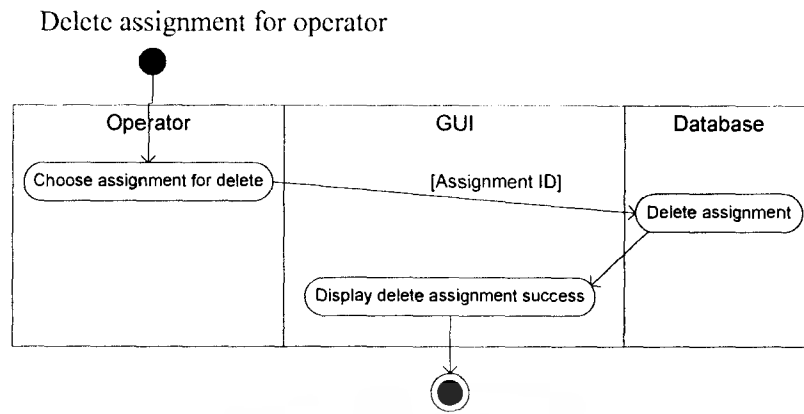 Delete assignment for operator
Operator
GUI
Database
Choose assignment for delete
[Assignment ID]
Delete assignment
Display delete assignment success